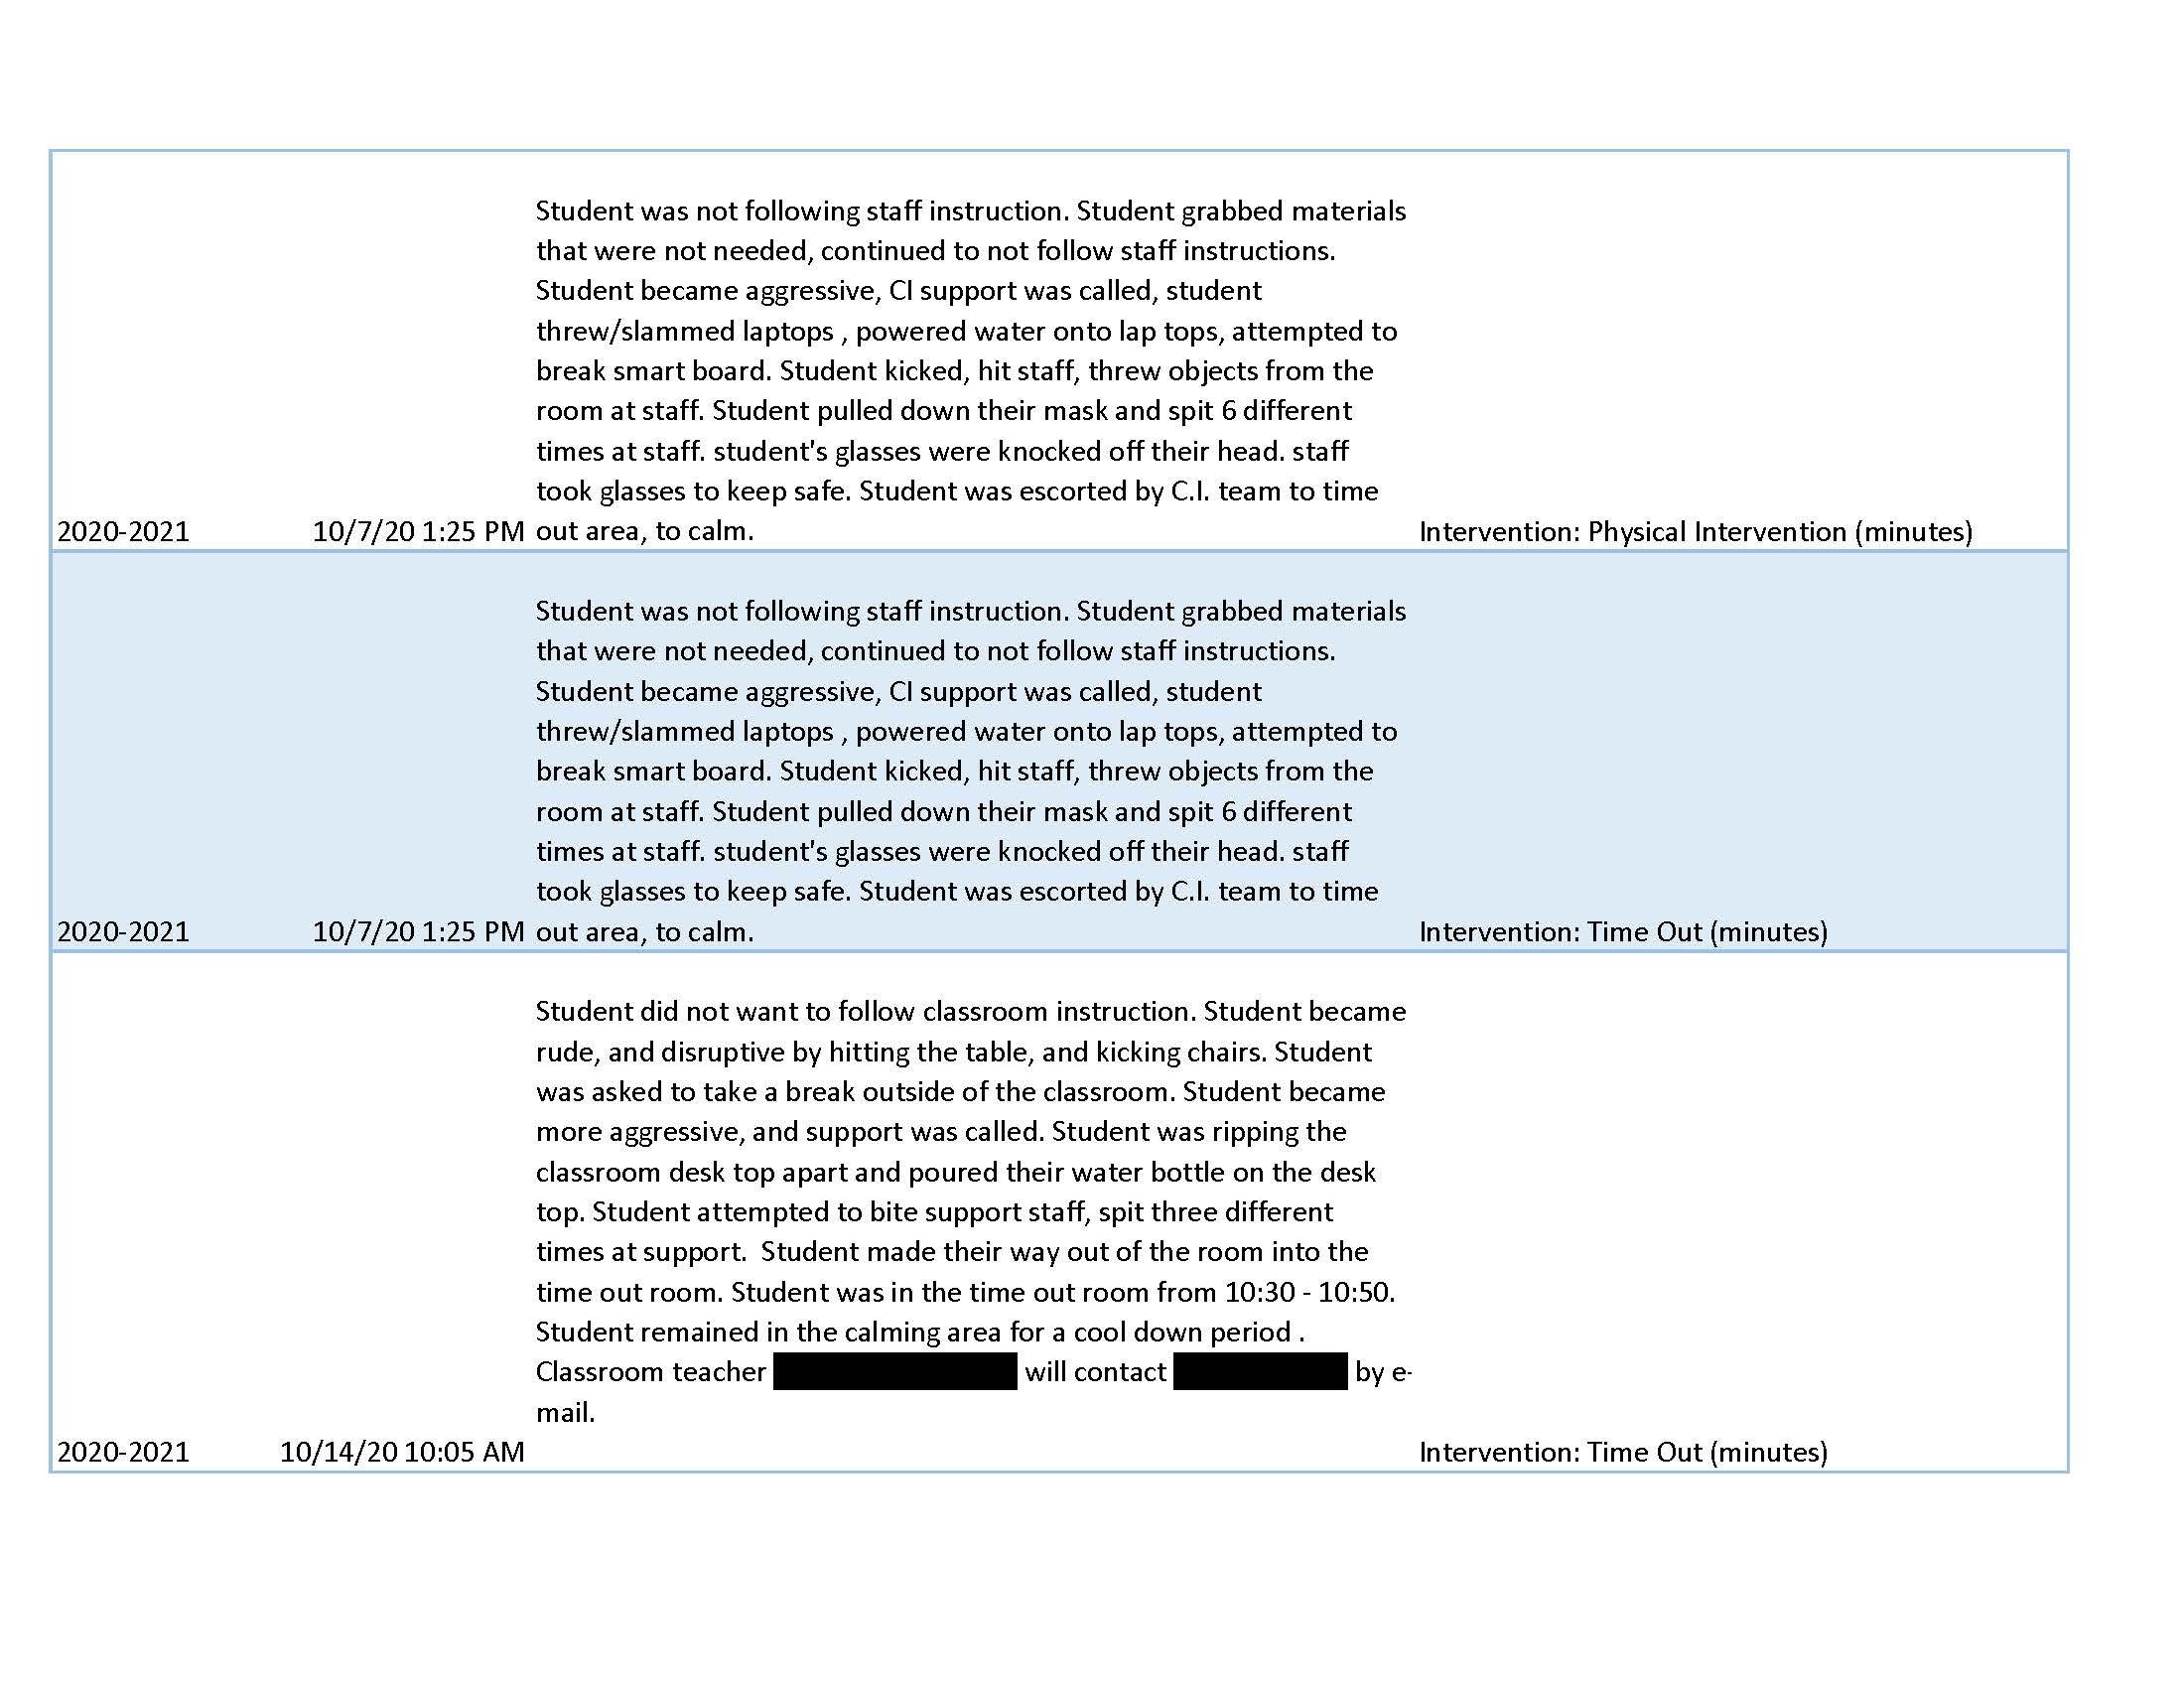 Student was not following staff instruction. Student grabbed materials
that were not needed, continued to not follow staff instructions.
Student became aggressive, CI support was called, student
threw/slammed laptops , powered water onto lap tops, attempted to
break smart board. Student kicked, hit staff, threw objects from the
room at staff. Student pulled down their mask and spit 6 different
times at staff. student's glasses were knocked off their head. staff
took glasses to keep safe. Student was escorted by C.I. team to time
2020-2021 10/7/20 1:25 PM out area, to calm. Intervention: Physical Intervention (minutes)
Student was not following staff instruction. Student grabbed materials
that were not needed, continued to not follow staff instructions.
Student became aggressive, CI support was called, student
threw/slammed laptops , powered water onto lap tops, attempted to
break smart board. Student kicked, hit staff, threw objects from the
room at staff. Student pulled down their mask and spit 6 different
times at staff. student's glasses were knocked off their head. staff
took glasses to keep safe. Student was escorted by C.I. team to time
2020-2021 10/7/20 1:25 PM out area, to calm. Intervention: Time Out (minutes)
Student did not want to follow classroom instruction. Student became
rude, and disruptive by hitting the table, and kicking chairs. Student
was asked to take a break outside of the classroom. Student became
more aggressive, and support was called. Student was ripping the
classroom desk top apart and poured their water bottle on the desk
top. Student attempted to bite support staff, spit three different
times at support.  Student made their way out of the room into the
time out room. Student was in the time out room from 10:30 - 10:50.
Student remained in the calming area for a cool down period .
Classroom teacher will contact by e-
mail.
2020-2021 10/14/20 10:05 AM Intervention: Time Out (minutes)